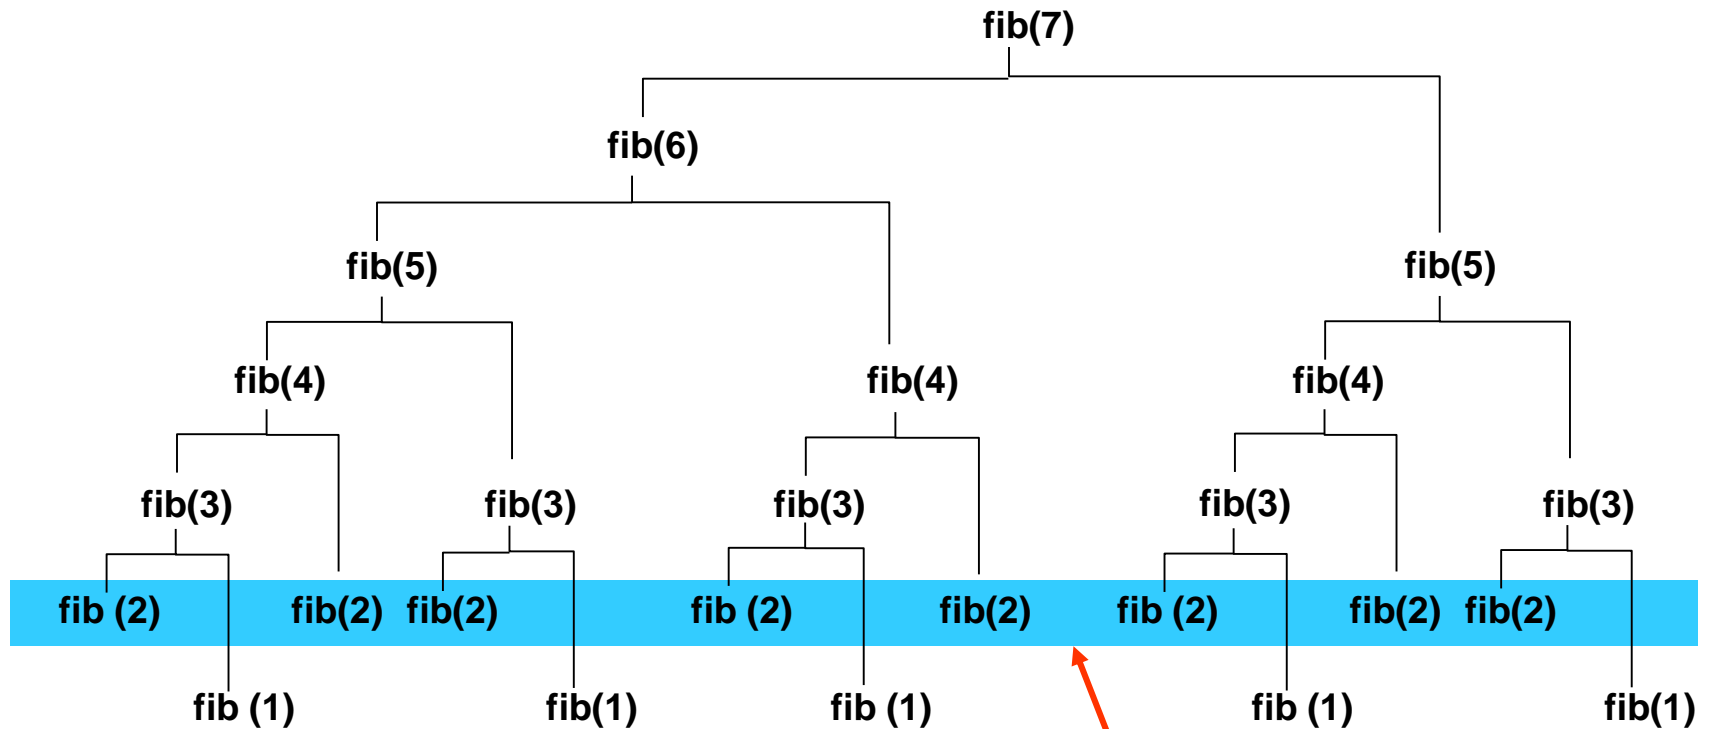 fib(7)
fib(6)
fib(5) fib(5)
fib(4) fib(4) fib(4)
fib(3) fib(3) fib(3) fib(3) fib(3)
fib (2) fib(2) fib(2) fib (2) fib(2) fib (2) fib(2) fib(2)
fib (1) fib(1) fib (1) fib (1) fib(1)